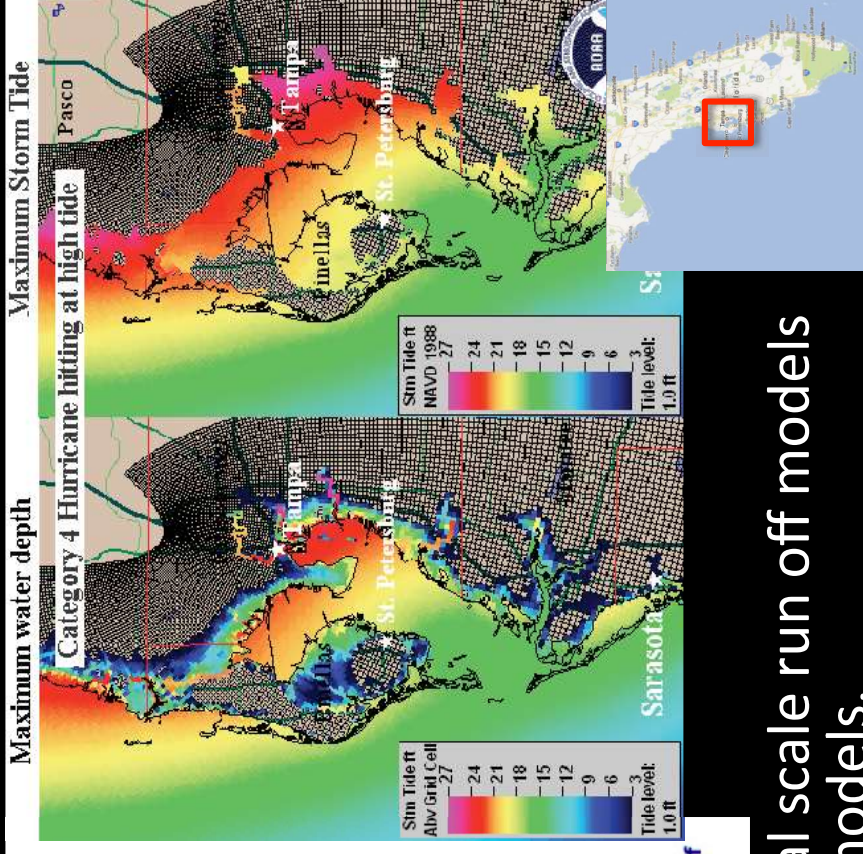 Maximum water depth
Maximum Storm Tide
Category 4 Hurricane hitting at high tide
Tampa
St. Petersburg
Pinellas
Sarasota
Stm Tide ft
Abv Grid Cell
27
24
21
18
15
12
9
6
3
Tide level:
1.0 ft
Pasco
Tampa
St. Petersburg
Pinellas
Sa
Stm Tide ft
NAVD 1988
27
24
21
18
15
12
9
6
3
Tide level:
1.0 ft
NOAA
al scale run off models
models.
f